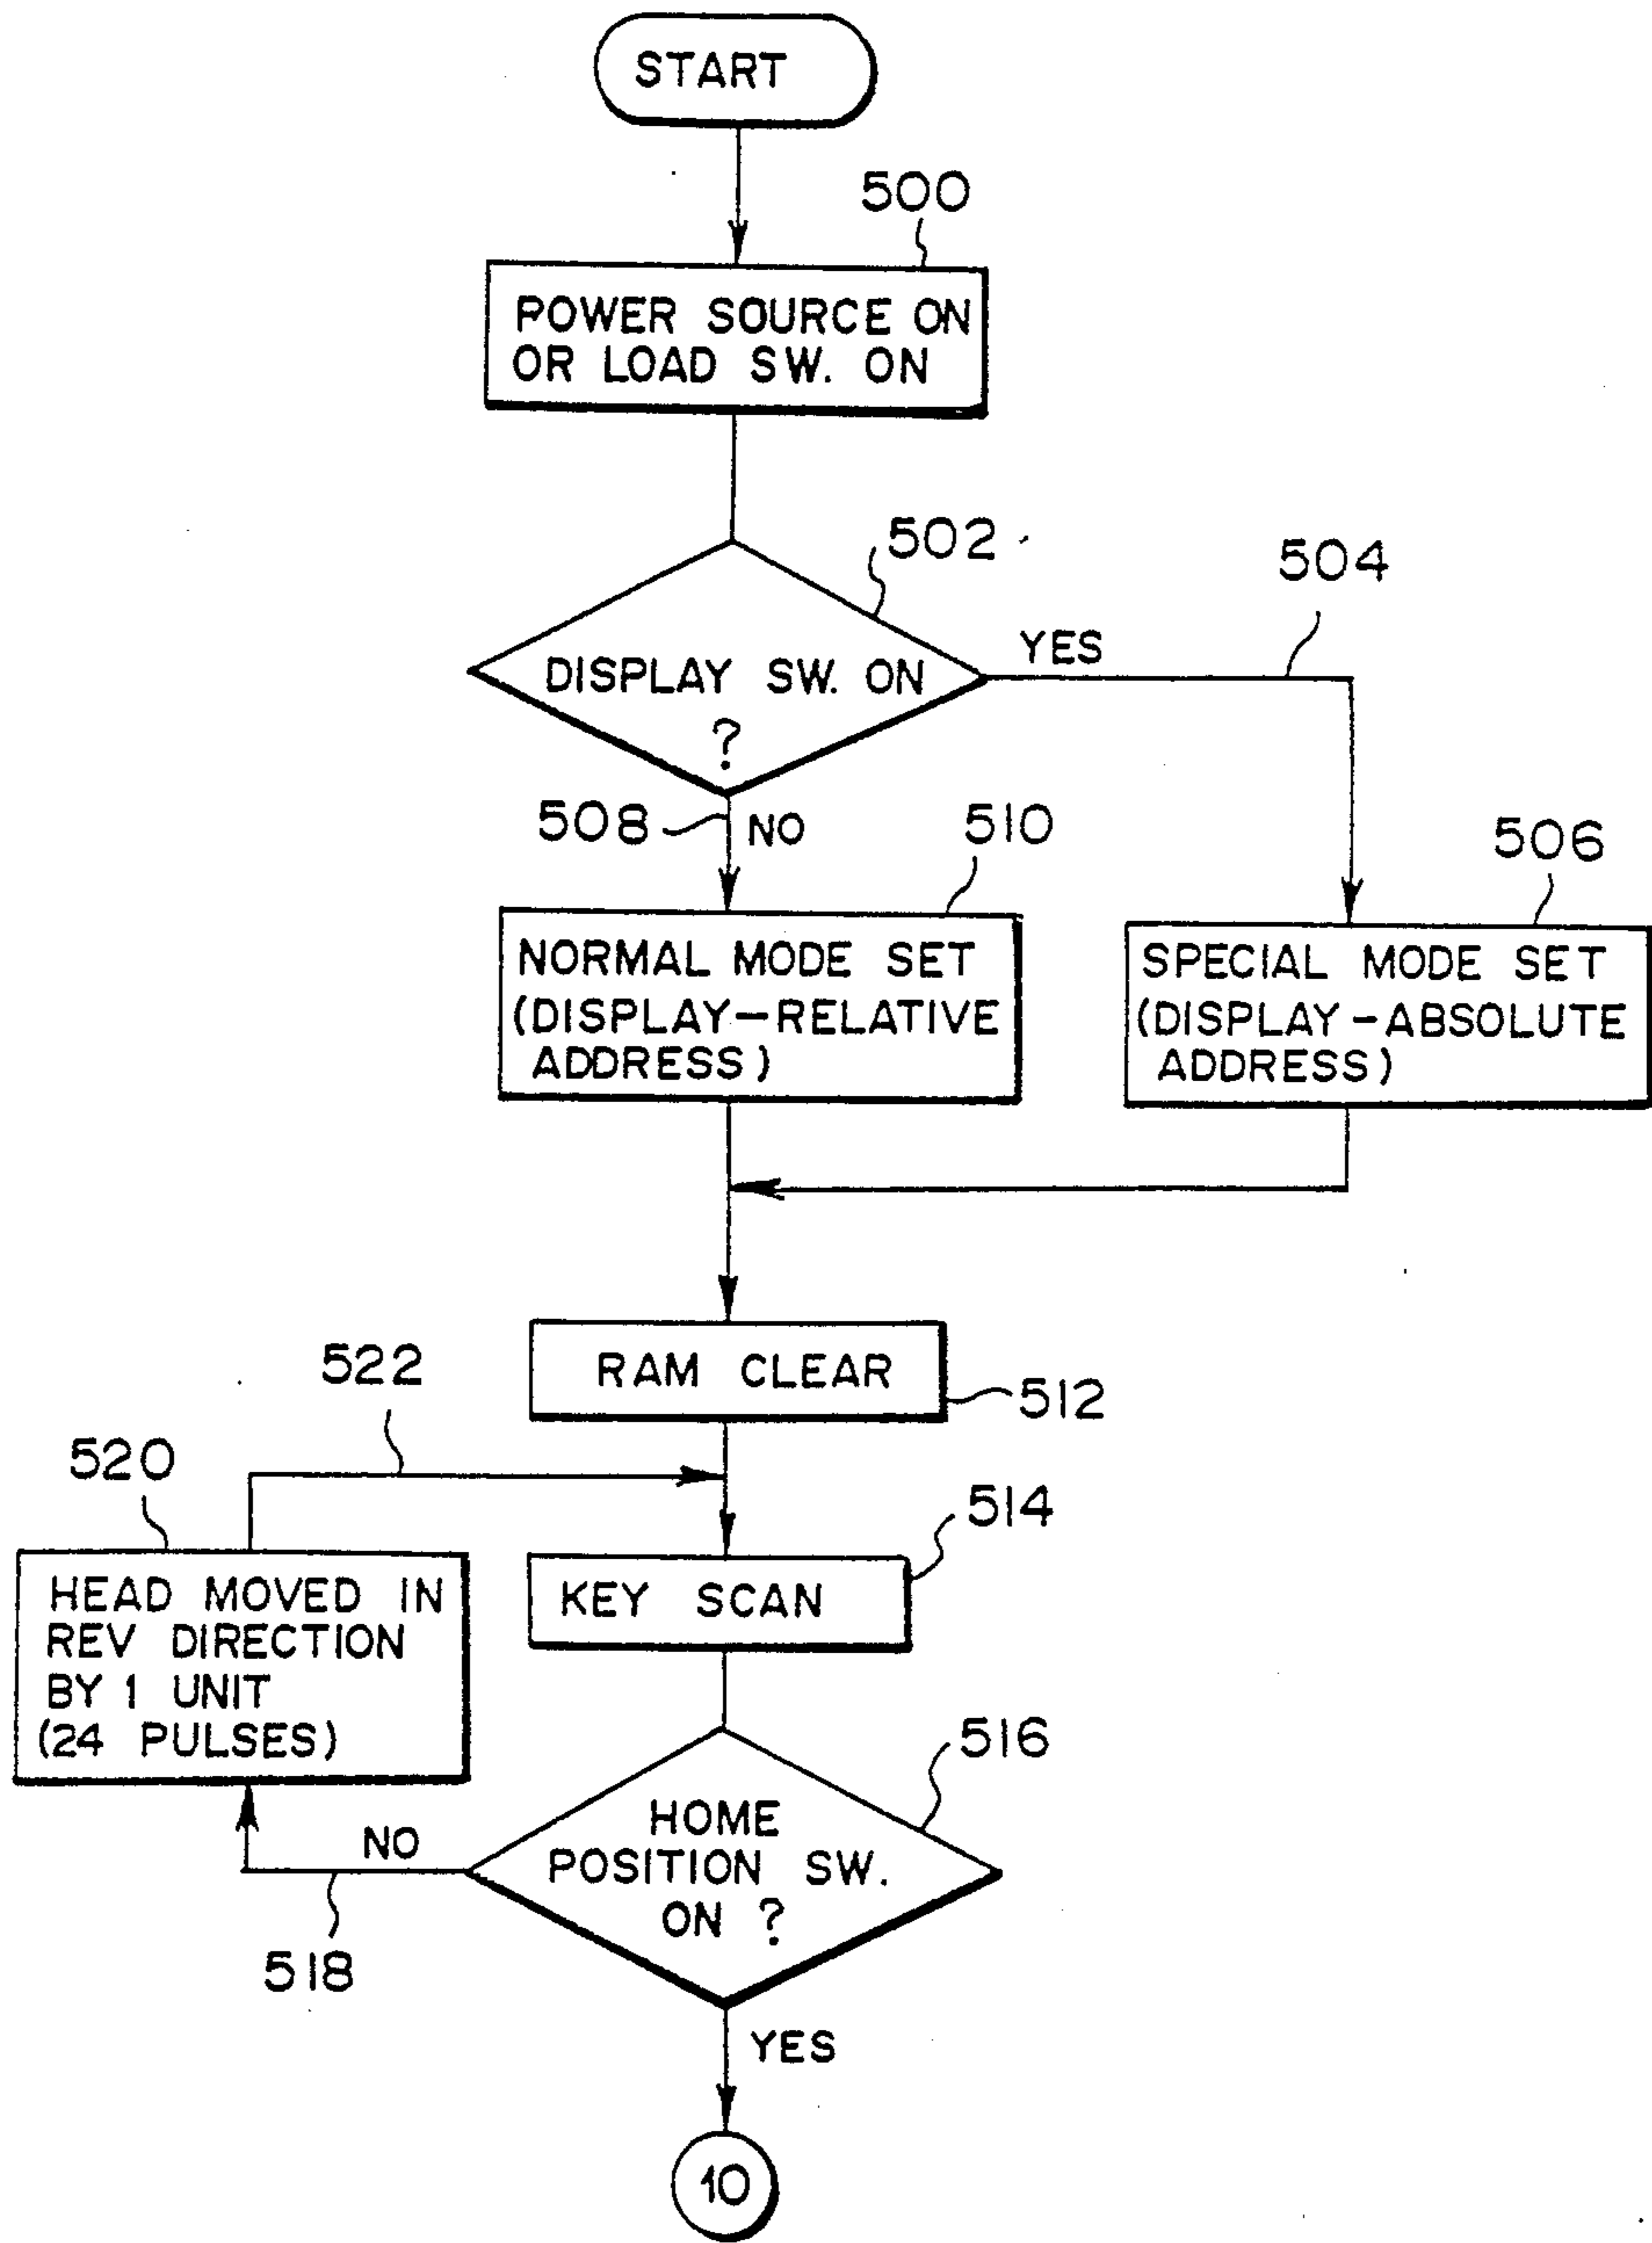 START
500
POWER SOURCE ON
OR LOAD SW. ON
502
504
DISPLAY SW. ON
?
YES
508
NO
510
506
NORMAL MODE SET
(DISPLAY—RELATIVE
ADDRESS)
SPECIAL MODE SET
(DISPLAY-ABSOLUTE
ADDRESS)
RAM CLEAR
512
522
520
514
HEAD MOVED IN
REV DIRECTION
BY 1 UNIT
(24 PULSES)
KEY SCAN
516
HOME
POSITION SW.
ON ?
NO
518
YES
10